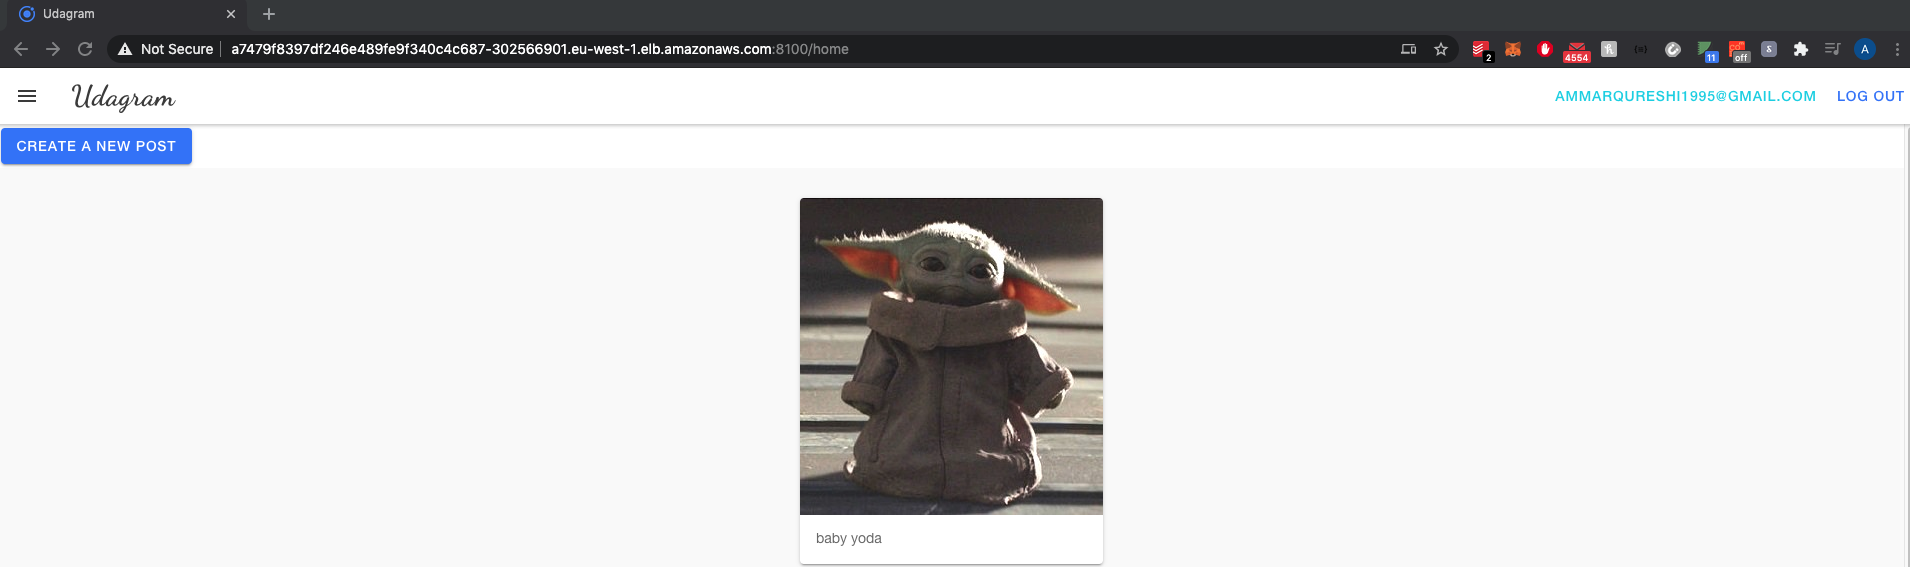 Udagram
Not Secure
a7479f8397df246e489fe9f340c4c687-302566901.eu-west-1.elb.amazonaws.com:8100/home
2
4554
11
off
A
Udagram
AMMARQURESHI1995@GMAIL.COM
LOG OUT
CREATE A NEW POST
baby yoda